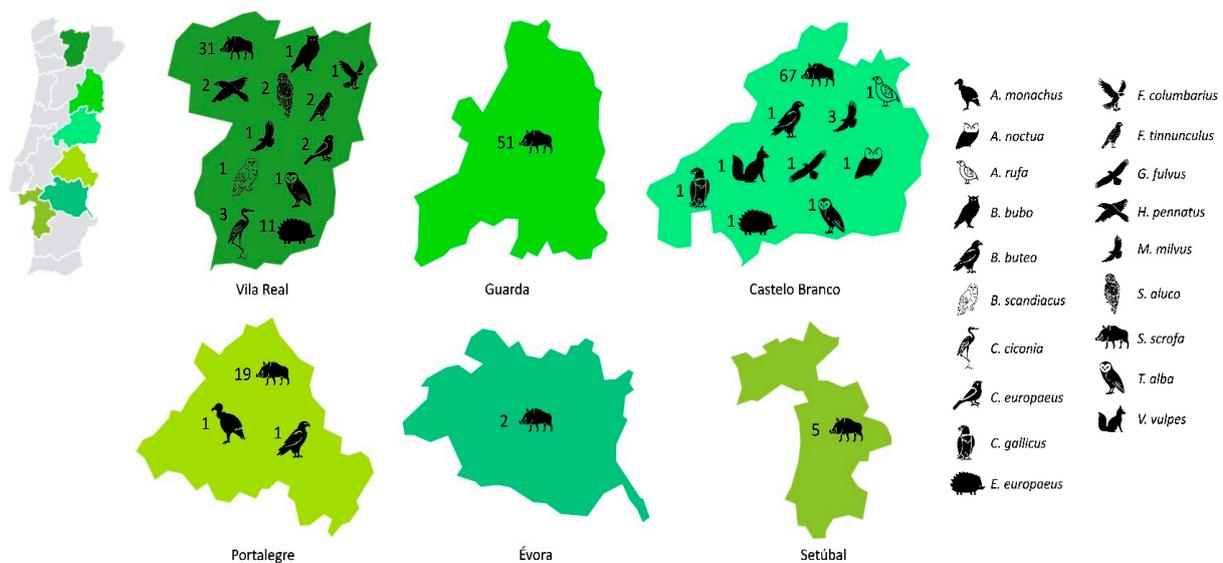 31
1
1
2
2
2
1
2
1
1
3
11
Vila Real
51
Guarda
67
1
1
3
1
1
1
1
1
1
Castelo Branco
19
1
1
Portalegre
2
Évora
5
Setúbal
A. monachus
A. noctua
A. rufa
B. bubo
B. buteo
B. scandiacus
C. ciconia
C. europaeus
C. gallicus
E. europaeus
F. columbarius
F. tinnunculus
G. fulvus
H. pennatus
M. milvus
S. aluco
S. scrofa
T. alba
V. vulpes